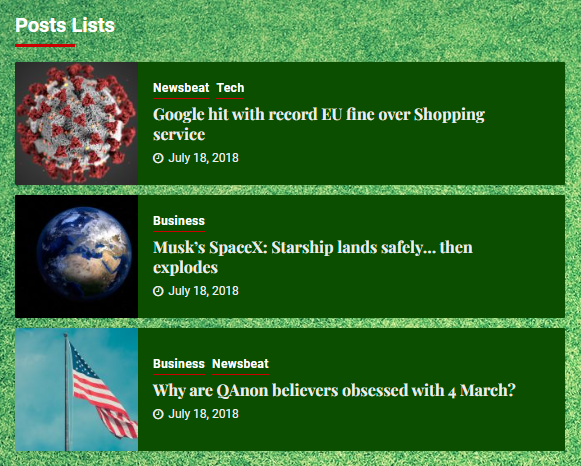 Posts Lists
Newsbeat Tech
Google hit with record EU fine over Shopping
service
July 18, 2018
Business
Musk's SpaceX: Starship lands safely… then
explodes
July 18, 2018
Business Newsbeat
Why are QAnon believers obsessed with 4 March?
July 18, 2018